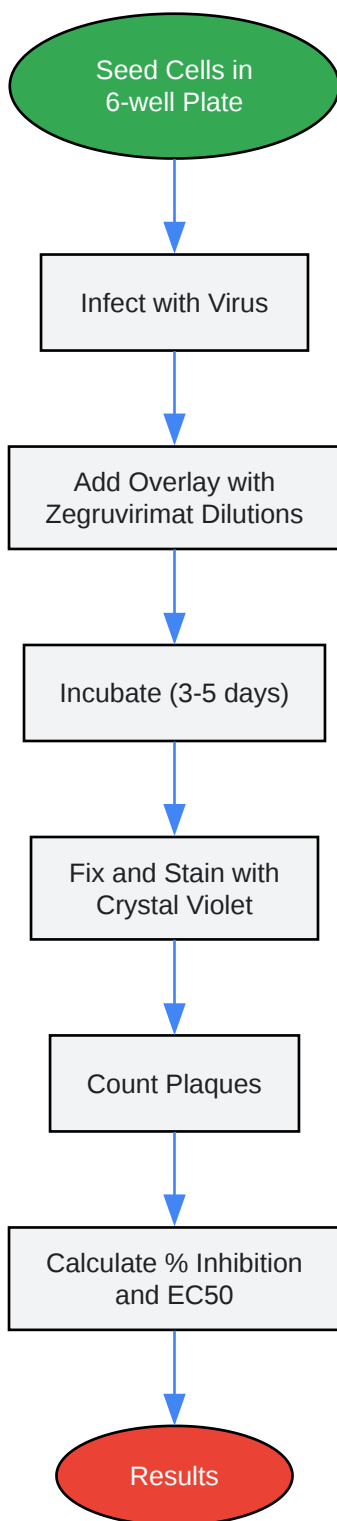 Seed Cells in
6-well Plate
Infect with Virus
Add Overlay with
Zegruvirimat Dilutions
Incubate (3-5 days)
Fix and Stain with
Crystal Violet
Count Plaques
Calculate % Inhibition
and EC50
Results